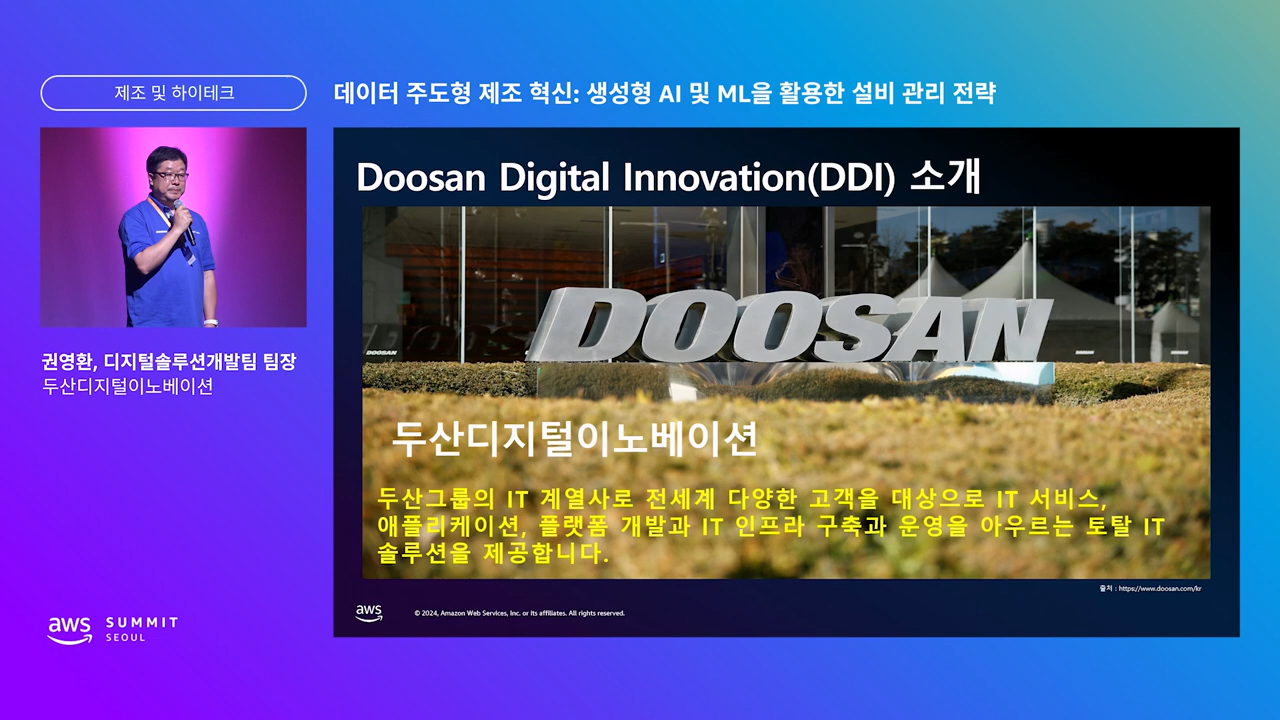 제조 및 하이테크
데이터 주도형 제조 혁신: 생성형 AI 및 ML을 활용한 설비 관리 전략
Doosan Digital Innovation(DDI) 소개
DOOSAN
DOOSAN
두산디지털이노베이션
두산그룹의 IT 계열사로 전세계 다양한 고객을 대상으로 IT 서비스,
애플리케이션, 플랫폼 개발과 IT 인프라 구축과 운영을 아우르는 토탈 IT
솔루션을 제공합니다.
출처 : https://www.doosan.com/kr
aws
© 2024, Amazon Web Services, Inc. or its affiliates. All rights reserved.
권영환, 디지털솔루션개발팀 팀장
두산디지털이노베이션
aws SUMMIT
SEOUL